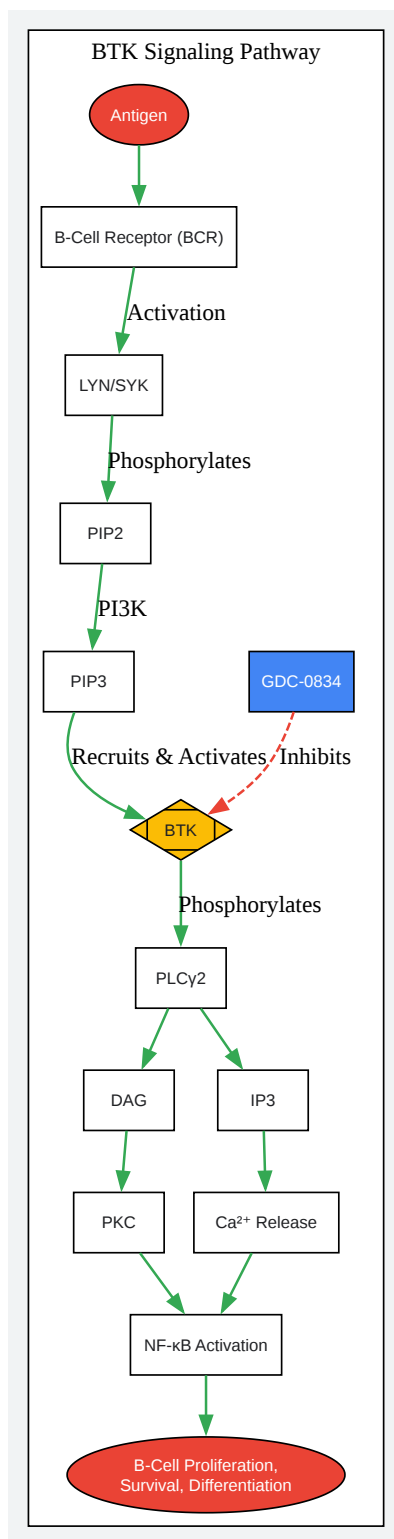 BTK Signaling Pathway
Antigen
B-Cell Receptor (BCR)
Activation
LYN/SYK
Phosphorylates
PIP2
PI3K
PIP3
GDC-0834
Recruits & Activates
Inhibits
BTK
Phosphorylates
PLCγ2
DAG
IP3
PKC
Ca²⁺ Release
NF-κB Activation
B-Cell Proliferation,
Survival, Differentiation